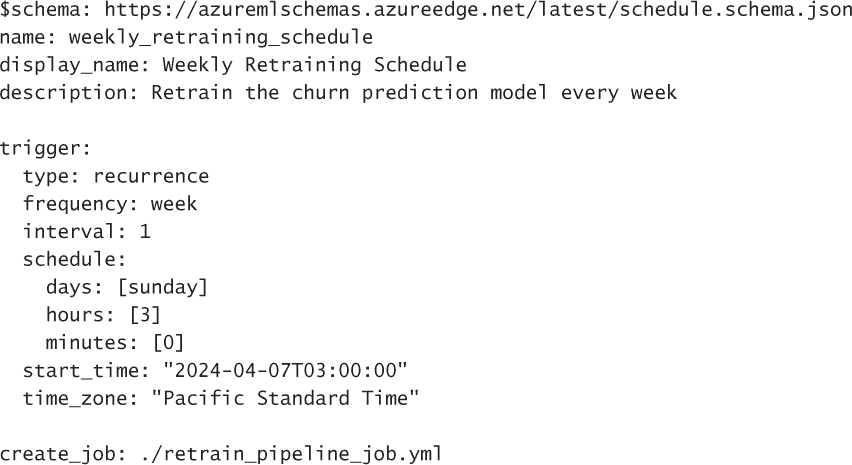 $schema: https://azuremlschemas.azureedge.net/latest/schedule.schema.json
name: weekly_retraining_schedule
display_name: Weekly Retraining Schedule
description: Retrain the churn prediction model every week

trigger:
  type: recurrence
  frequency: week
  interval: 1
  schedule:
    days: [sunday]
    hours: [3]
    minutes: [0]
  start_time: "2024-04-07T03:00:00"
  time_zone: "Pacific Standard Time"

create_job: ./retrain_pipeline_job.yml